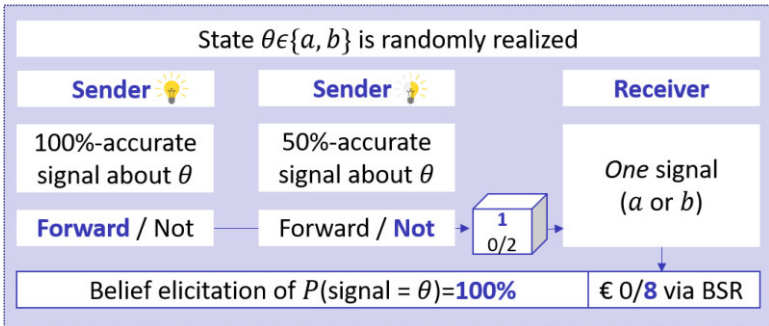 State θϵ{a, b} is randomly realized
Sender
Sender
Receiver
100%-accurate
signal about θ
50%-accurate
signal about θ
One signal
(a or b)
Forward / Not
Forward / Not
1
0/2
Belief elicitation of P(signal = θ)=100%
€ 0/8 via BSR